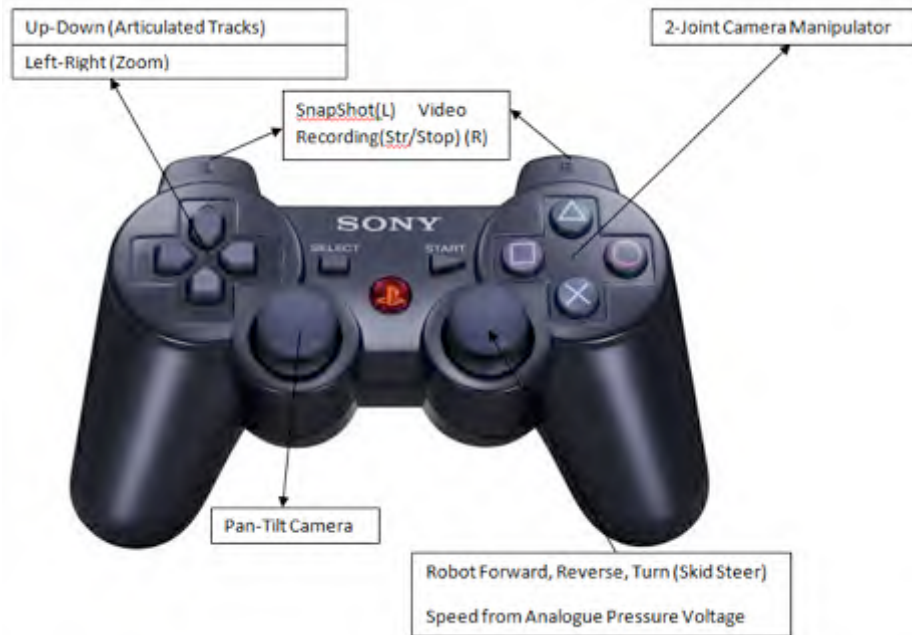 Up-Down (Articulated Tracks)
Left-Right (Zoom)
2-Joint Camera Manipulator
SnapShot(L) Video
Recording(Str/Stop) (R)
SONY
SELECT
START
Pan-Tilt Camera
Robot Forward, Reverse, Turn (Skid Steer)
Speed from Analogue Pressure Voltage